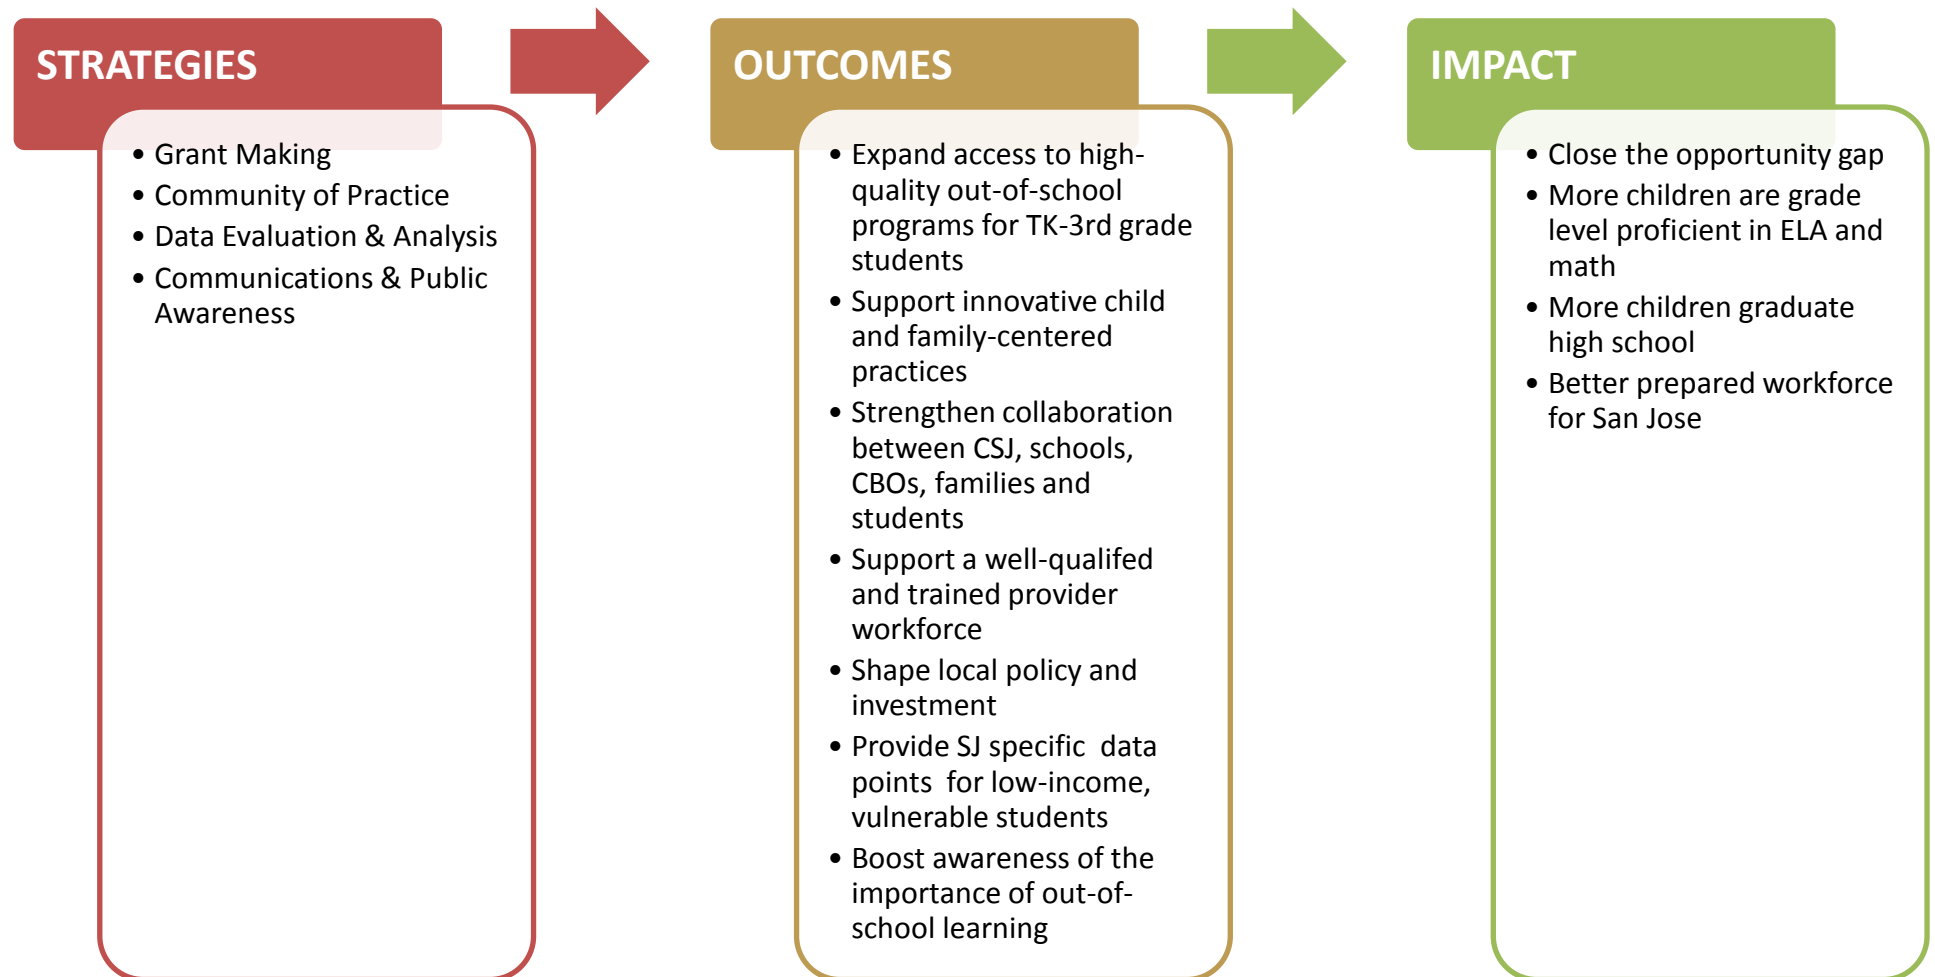 STRATEGIES
• Grant Making
• Community of Practice
• Data Evaluation & Analysis
• Communications & Public
Awareness
OUTCOMES
• Expand access to high-
quality out-of-school
programs for TK-3rd grade
students
• Support innovative child
and family-centered
practices
• Strengthen collaboration
between CSJ, schools,
CBOs, families and
students
• Support a well-qualifed
and trained provider
workforce
• Shape local policy and
investment
• Provide SJ specific  data
points  for low-income,
vulnerable students
• Boost awareness of the
importance of out-of-
school learning
IMPACT
• Close the opportunity gap
• More children are grade
level proficient in ELA and
math
• More children graduate
high school
• Better prepared workforce
for San Jose